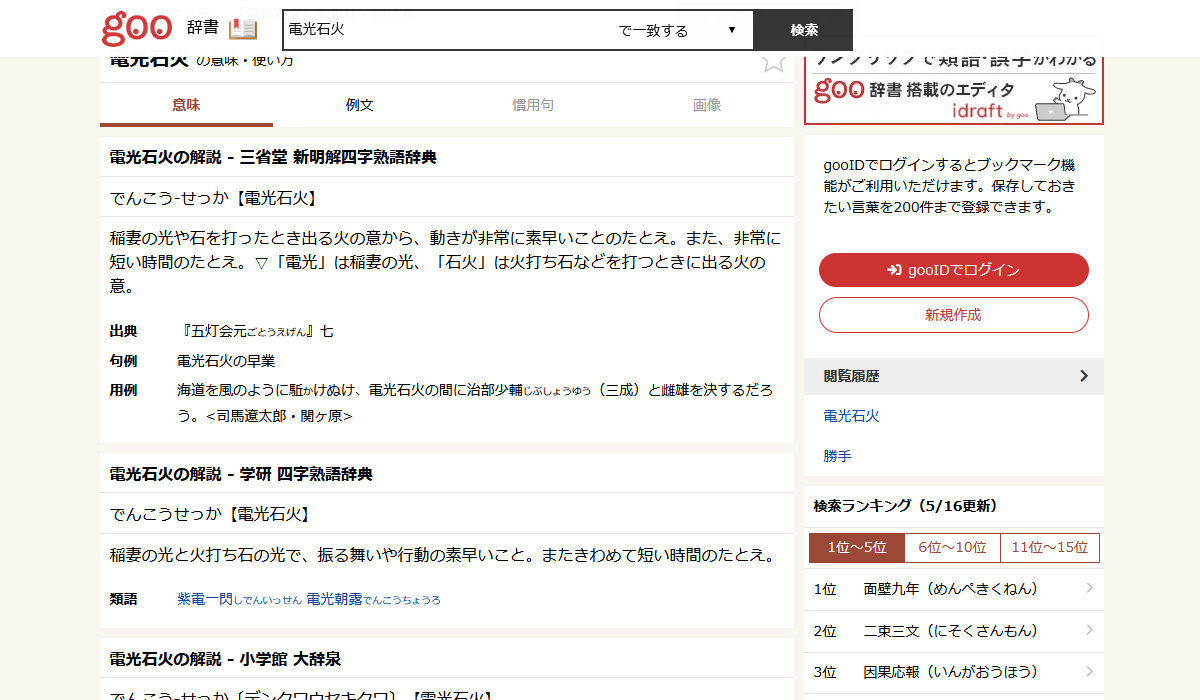 goo 辞書
電光石火
で一致する
検索
電光石火 の意味・使い方
意味
例文
慣用句
画像
電光石火の解説 - 三省堂 新明解四字熟語辞典
でんこう-せっか【電光石火】
稲妻の光や石を打ったとき出る火の意から、動きが非常に素早いことのたとえ。また、非常に
短い時間のたとえ。▽「電光」は稲妻の光、「石火」は火打ち石などを打つときに出る火の
意。
出典 『五灯会元ごとうえげん』七
句例 電光石火の早業
用例 海道を風のように駈かけぬけ、電光石火の間に治部少輔じぶしょうゆう（三成）と雌雄を決するだろ
う。<司馬遼太郎・関ヶ原>
電光石火の解説 - 学研 四字熟語辞典
でんこうせっか【電光石火】
稲妻の光と火打ち石の光で、振る舞いや行動の素早いこと。またきわめて短い時間のたとえ。
類語 紫電一閃しでんいっせん 電光朝露でんこうちょうろ
電光石火の解説 - 小学館 大辞泉
でんこう-せっか〔デンクワウセキクワ〕【電光石火】
ワンクリックで類語・誤字がわかる
goo 辞書 搭載のエディタ
idraft by goo
gooIDでログインするとブックマーク機
能がご利用いただけます。保存しておき
たい言葉を200件まで登録できます。
gooIDでログイン
新規作成
閲覧履歴
電光石火
勝手
検索ランキング（5/16更新）
1位～5位
6位～10位
11位～15位
1位 面壁九年（めんぺきくねん）
2位 二束三文（にそくさんもん）
3位 因果応報（いんがおうほう）